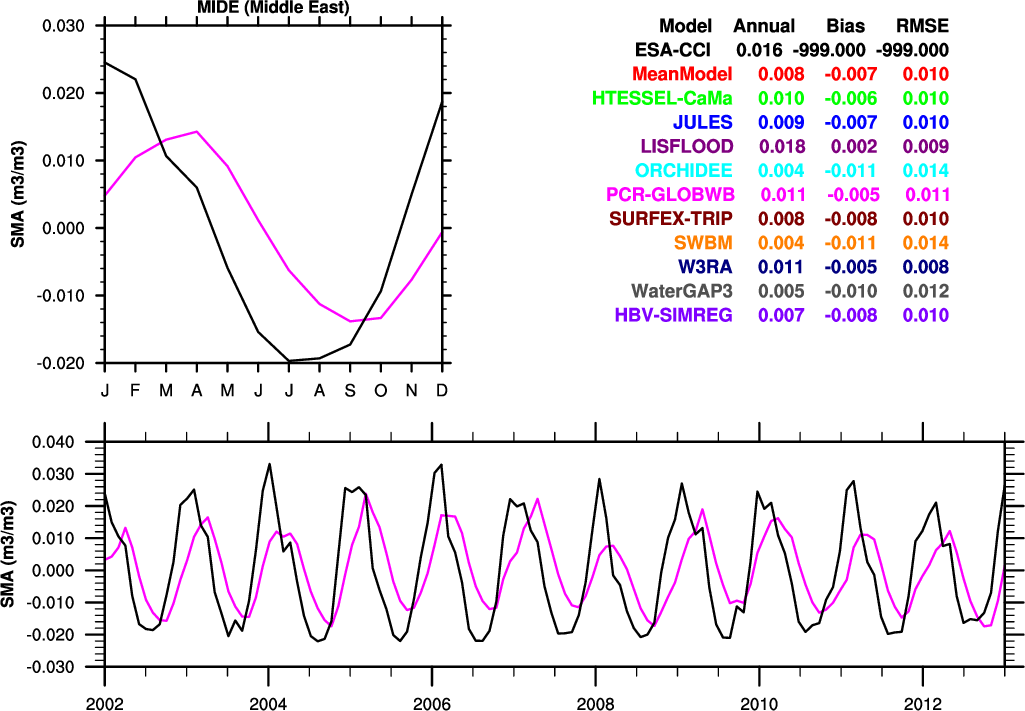 MIDE (Middle East)
0.030
0.020
0.010
0.000
-0.010
-0.020
SMA (m3/m3)
J F M A M J J A S O N D
Model Annual Bias RMSE
ESA-CCI 0.016 -999.000 -999.000
MeanModel 0.008 -0.007 0.010
HTESSEL-CaMa 0.010 -0.006 0.010
JULES 0.009 -0.007 0.010
LISFLOOD 0.018 0.002 0.009
ORCHIDEE 0.004 -0.011 0.014
PCR-GLOBWB 0.011 -0.005 0.011
SURFEX-TRIP 0.008 -0.008 0.010
SWBM 0.004 -0.011 0.014
W3RA 0.011 -0.005 0.008
WaterGAP3 0.005 -0.010 0.012
HBV-SIMREG 0.007 -0.008 0.010
0.040
0.030
0.020
0.010
0.000
-0.010
-0.020
-0.030
SMA (m3/m3)
2002 2004 2006 2008 2010 2012